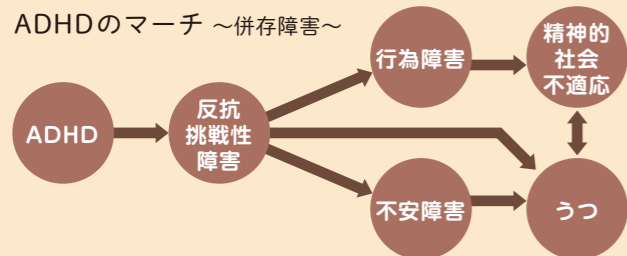 ADHDのマーチ ～併存障害～
ADHD
反抗
挑戦性
障害
行為障害
精神的
社会
不適応
不安障害
うつ